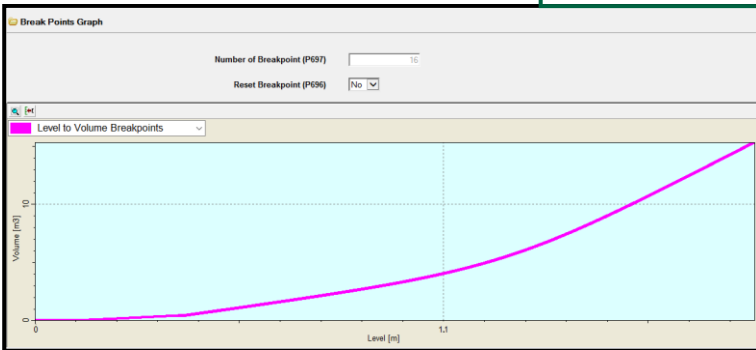 Break Points Graph
Number of Breakpoint (P697) 16
Reset Breakpoint (P696) No
Level to Volume Breakpoints
Volume [m3]
10
0
0 1.1
Level [m]